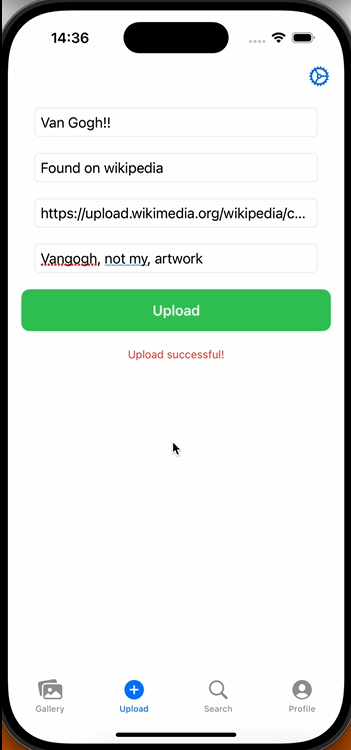 14:36
Van Gogh!!
Found on wikipedia
https://upload.wikimedia.org/wikipedia/c...
Vangogh, not my, artwork
Upload
Upload successful!
Gallery
Upload
Search
Profile